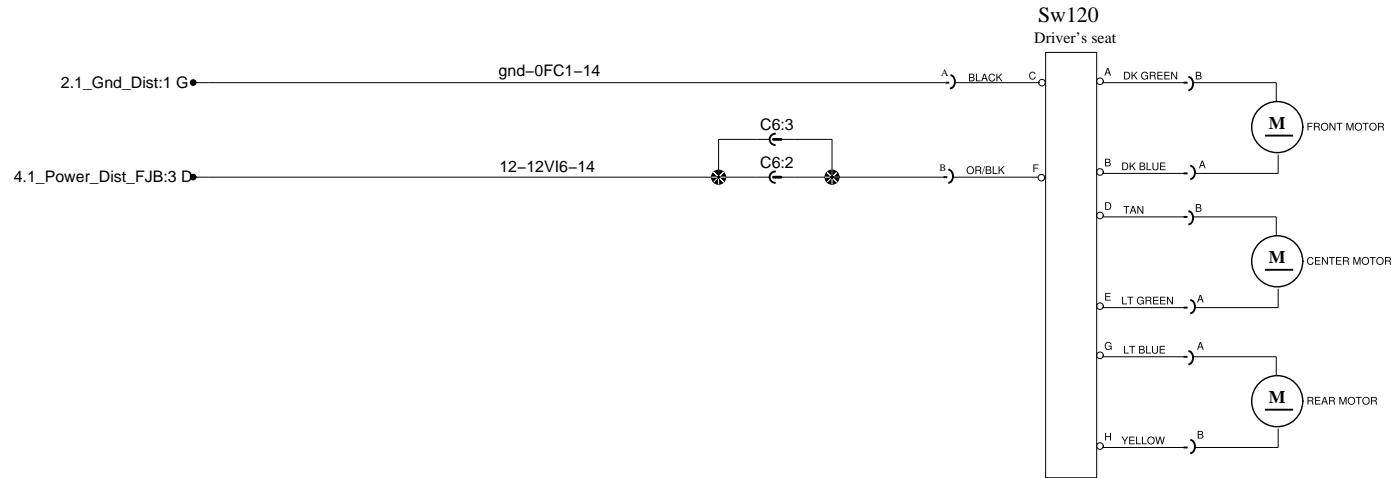 Sw120
Driver's seat
2.1_Gnd_Dist:1 G
gnd-0FC1-14
A
BLACK
C
A
DK GREEN
B
M
FRONT MOTOR
C6:3
4.1_Power_Dist_FJB:3 D
12-12VI6-14
C6:2
B
OR/BLK
F
B
DK BLUE
A
D
TAN
B
M
CENTER MOTOR
E
LT GREEN
A
G
LT BLUE
A
M
REAR MOTOR
H
YELLOW
B